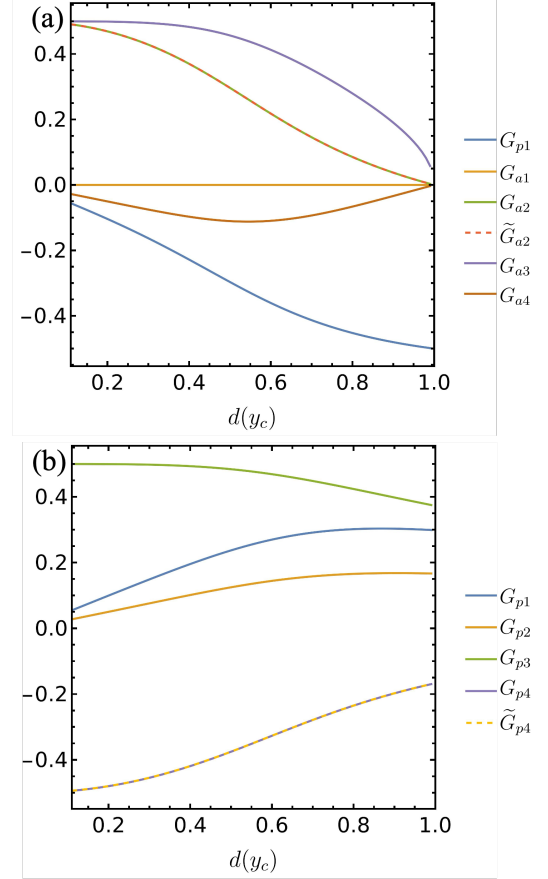 (a)
0.4
0.2
0.0
−0.2
−0.4
0.2 0.4 0.6 0.8 1.0
d(y_c)
G_{p1}
G_{a1}
G_{a2}
G̃_{a2}
G_{a3}
G_{a4}
(b)
0.4
0.2
0.0
−0.2
−0.4
0.2 0.4 0.6 0.8 1.0
d(y_c)
G_{p1}
G_{p2}
G_{p3}
G_{p4}
G̃_{p4}